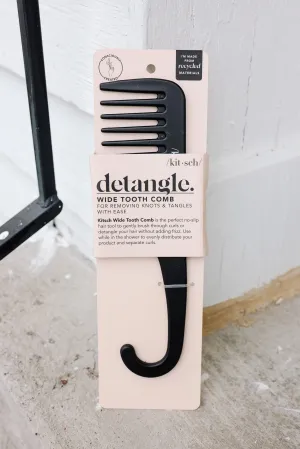 I'M MADE FROM
recycled
MATERIALS
/kit·sch/
detangle.
WIDE TOOTH COMB
FOR REMOVING KNOTS & TANGLES
WITH EASE
Kitsch Wide Tooth Comb is the perfect no-slip
hair tool to gently brush through curls or
detangle your hair without adding frizz. Use
while in the shower to evenly distribute your
product and separate curls.